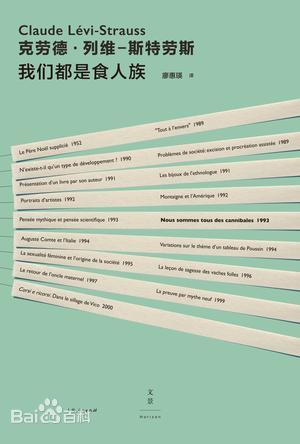 Claude Lévi-Strauss
克劳德·列维-斯特劳斯
我们都是食人族
廖惠瑛 译
Le Père Noël supplicié 1952
"Tout à l'envers" 1989
N'existe-t-il qu'un type de développement? 1990
Problèmes de société: excision et procréation assistée 1989
Présentation d'un livre par son auteur 1991
Les bijoux de l'ethnologue 1991
Portraits d'artistes 1992
Montaigne et l'Amérique 1992
Pensée mythique et pensée scientifique 1993
Nous sommes tous des cannibales 1993
Auguste Comte et l'Italie 1994
Variations sur le thème d'un tableau de Poussin 1994
La sexualité féminine et l'origine de la société 1995
La leçon de sagesse des vaches folles 1996
Le retour de l'oncle maternel 1997
La preuve par mythe neuf 1999
Corsi e ricorsi. Dans le sillage de Vico 2000
文
景
Horizon
Baidu百科